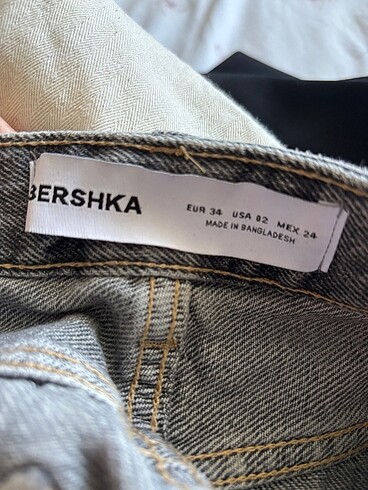 BERSHKA
EUR 34 USA 02 MEX 24
MADE IN BANGLADESH